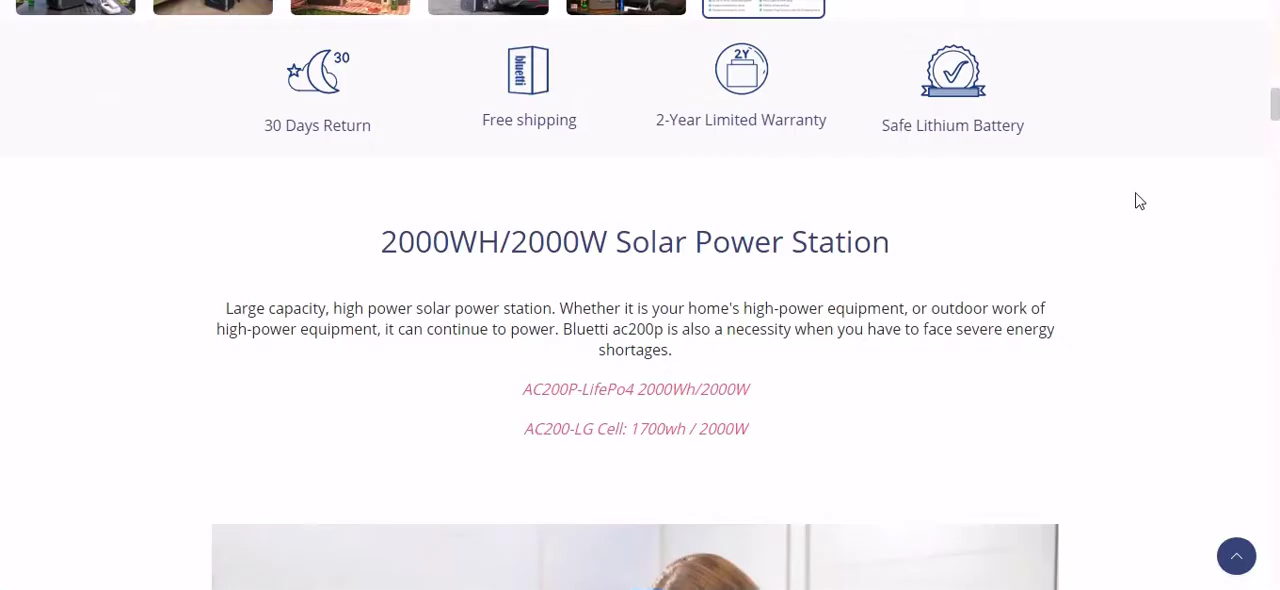 30
bluetti
2Y
30 Days Return
Free shipping
2-Year Limited Warranty
Safe Lithium Battery
2000WH/2000W Solar Power Station
Large capacity, high power solar power station. Whether it is your home's high-power equipment, or outdoor work of
high-power equipment, it can continue to power. Bluetti ac200p is also a necessity when you have to face severe energy
shortages.
AC200P-LifePo4 2000Wh/2000W
AC200-LG Cell: 1700wh / 2000W